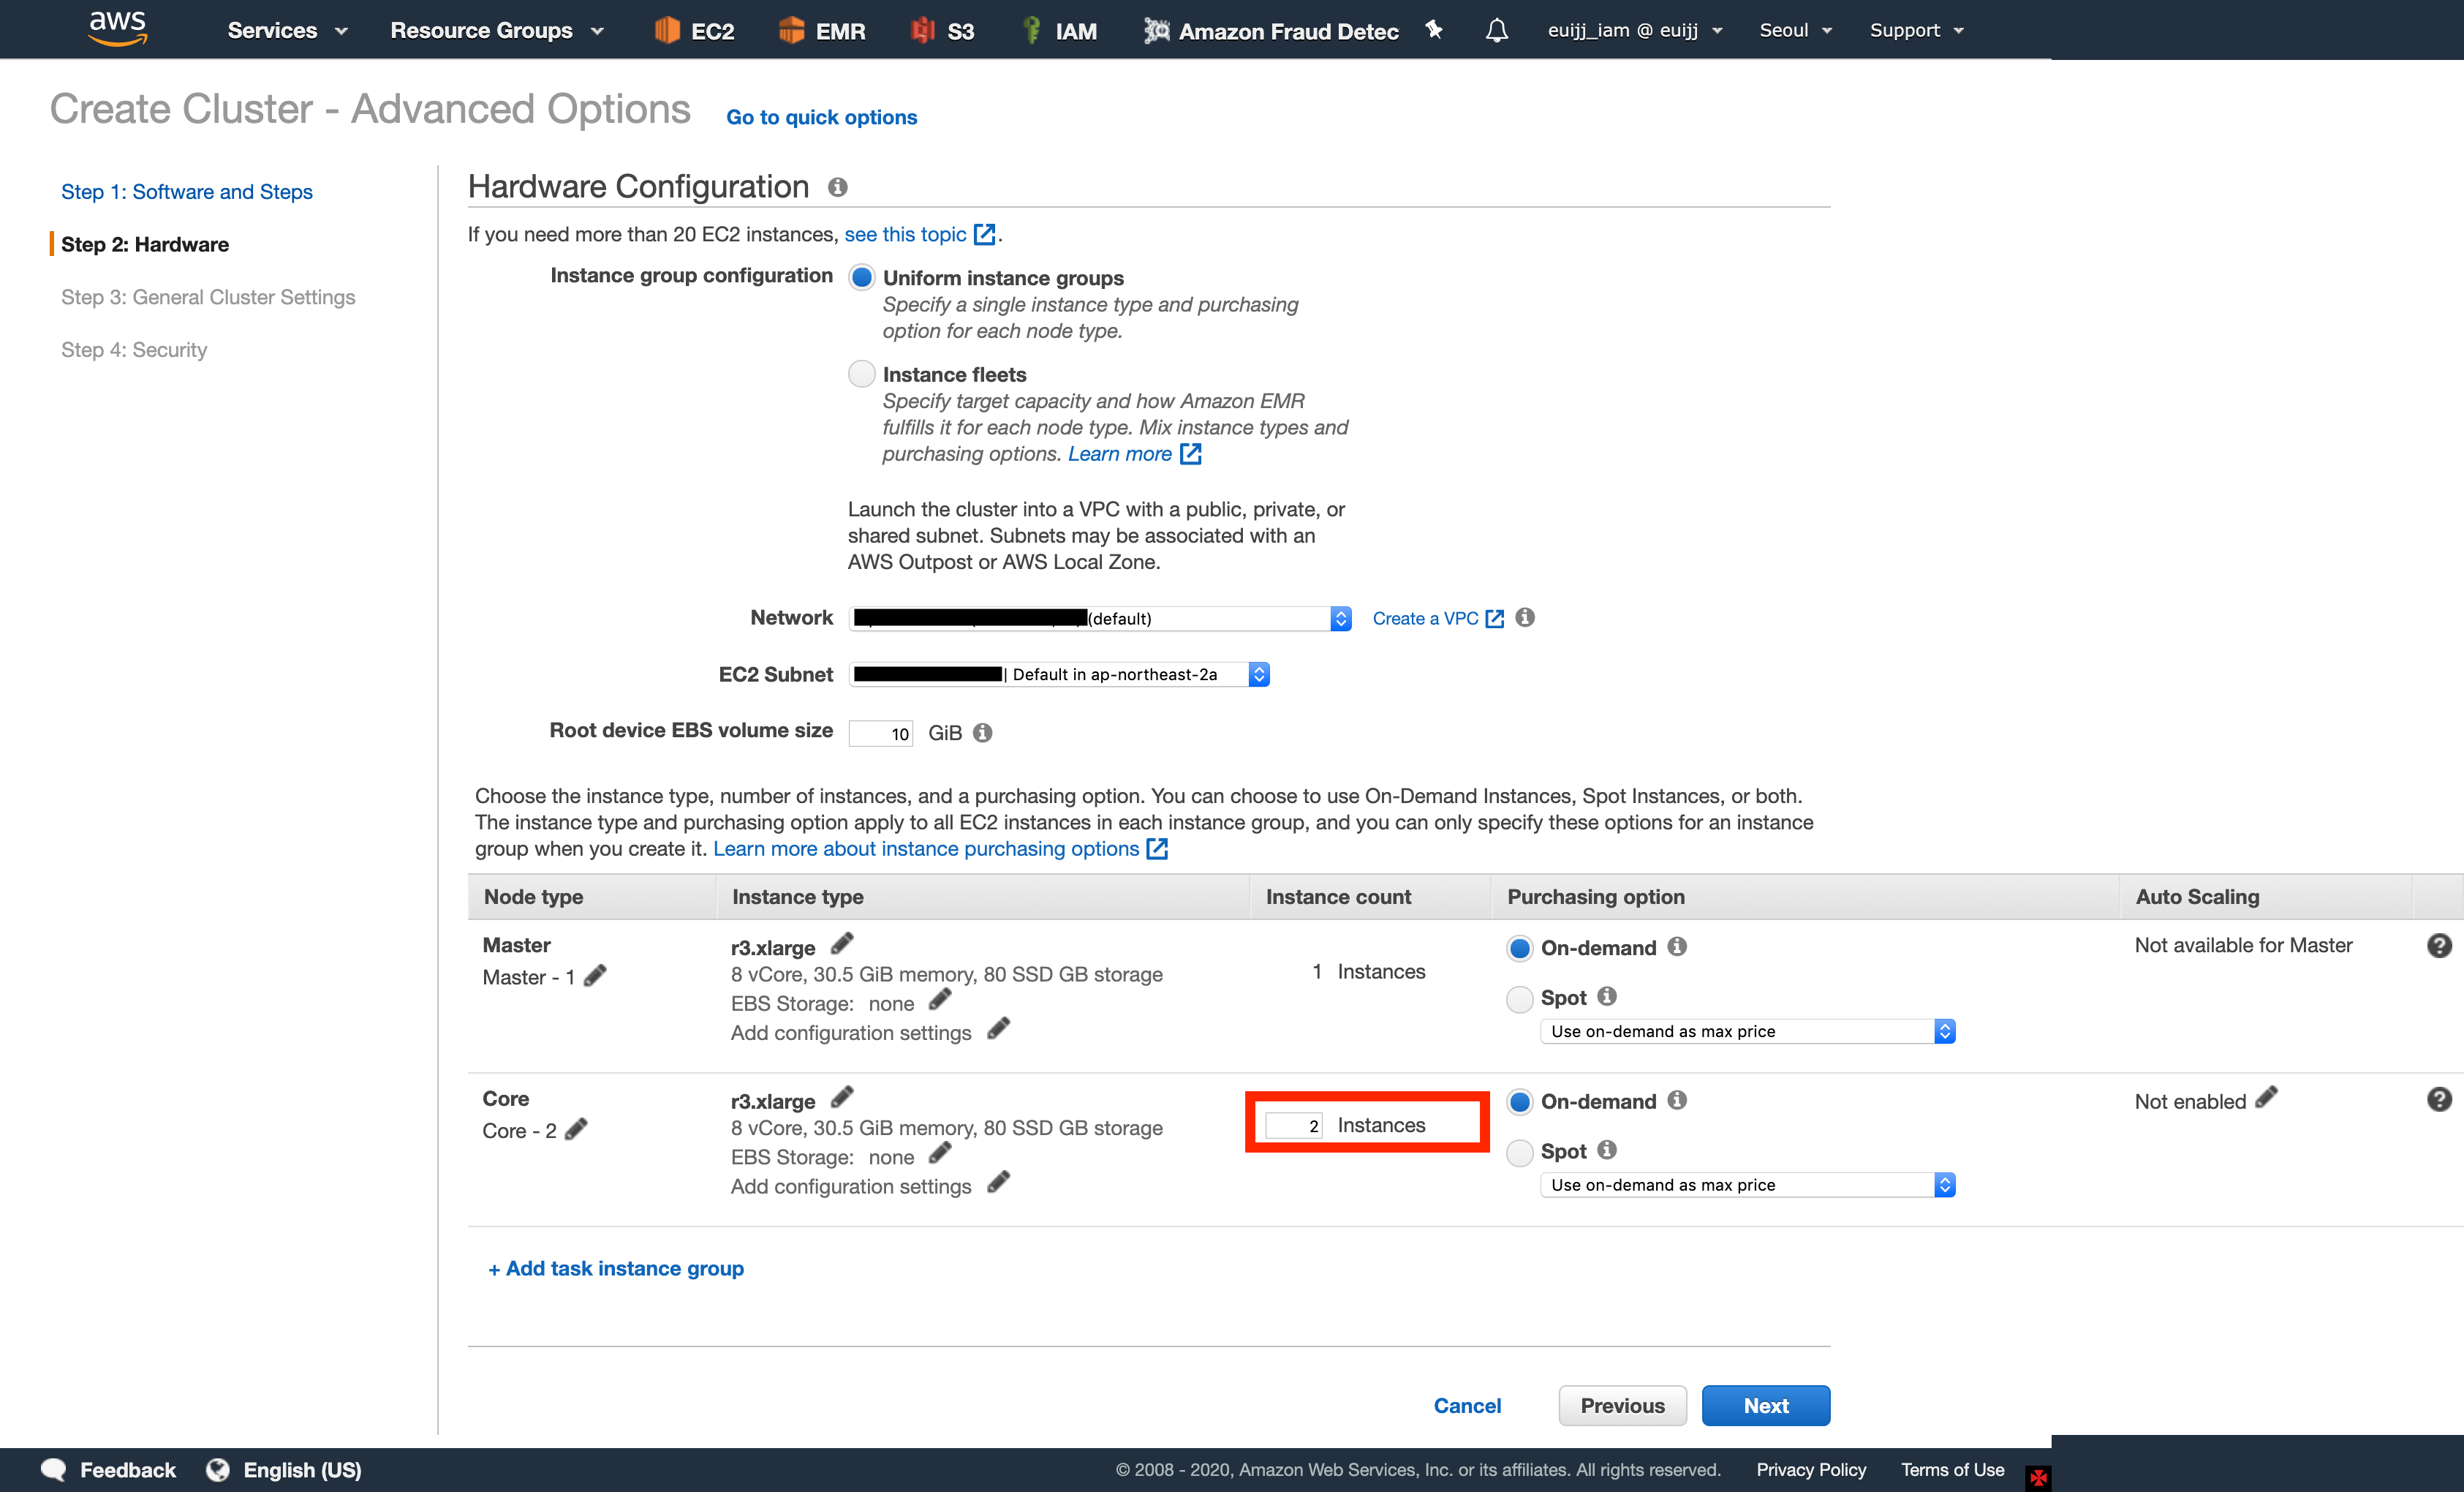 aws Services Resource Groups EC2 EMR S3 IAM Amazon Fraud Detec euijj_iam @ euijj Seoul Support
Create Cluster - Advanced Options Go to quick options
Step 1: Software and Steps
Step 2: Hardware
Step 3: General Cluster Settings
Step 4: Security
Hardware Configuration
If you need more than 20 EC2 instances, see this topic .
Instance group configuration Uniform instance groups
Specify a single instance type and purchasing
option for each node type.
Instance fleets
Specify target capacity and how Amazon EMR
fulfills it for each node type. Mix instance types and
purchasing options. Learn more
Launch the cluster into a VPC with a public, private, or
shared subnet. Subnets may be associated with an
AWS Outpost or AWS Local Zone.
Network (default) Create a VPC
EC2 Subnet | Default in ap-northeast-2a
Root device EBS volume size 10 GiB
Choose the instance type, number of instances, and a purchasing option. You can choose to use On-Demand Instances, Spot Instances, or both.
The instance type and purchasing option apply to all EC2 instances in each instance group, and you can only specify these options for an instance
group when you create it. Learn more about instance purchasing options
Node type Instance type Instance count Purchasing option Auto Scaling
Master r3.xlarge On-demand Not available for Master
Master - 1 8 vCore, 30.5 GiB memory, 80 SSD GB storage 1 Instances
EBS Storage: none Spot
Add configuration settings Use on-demand as max price
Core r3.xlarge On-demand Not enabled
Core - 2 8 vCore, 30.5 GiB memory, 80 SSD GB storage 2 Instances
EBS Storage: none Spot
Add configuration settings Use on-demand as max price
+ Add task instance group
Cancel Previous Next
Feedback English (US) © 2008 - 2020, Amazon Web Services, Inc. or its affiliates. All rights reserved. Privacy Policy Terms of Use